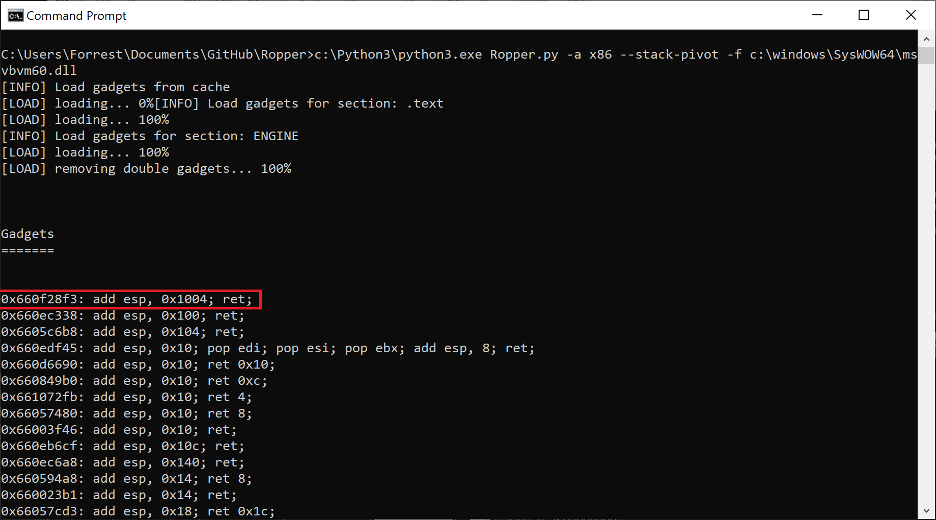 Command Prompt
C:\Users\Forrest\Documents\GitHub\Ropper>c:\Python3\python3.exe Ropper.py -a x86 --stack-pivot -f c:\windows\SysWOW64\ms
vbvm60.dll
[INFO] Load gadgets from cache
[LOAD] loading... 0%[INFO] Load gadgets for section: .text
[LOAD] loading... 100%
[INFO] Load gadgets for section: ENGINE
[LOAD] loading... 100%
[LOAD] removing double gadgets... 100%
Gadgets
=======
0x660f28f3: add esp, 0x1004; ret;
0x660ec338: add esp, 0x100; ret;
0x6605c6b8: add esp, 0x104; ret;
0x660edf45: add esp, 0x10; pop edi; pop esi; pop ebx; add esp, 8; ret;
0x660d6690: add esp, 0x10; ret 0x10;
0x660849b0: add esp, 0x10; ret 0xc;
0x661072fb: add esp, 0x10; ret 4;
0x66057480: add esp, 0x10; ret 8;
0x66003f46: add esp, 0x10; ret;
0x660eb6cf: add esp, 0x10c; ret;
0x660ec6a8: add esp, 0x140; ret;
0x660594a8: add esp, 0x14; ret 8;
0x660023b1: add esp, 0x14; ret;
0x66057cd3: add esp, 0x18; ret 0x1c;